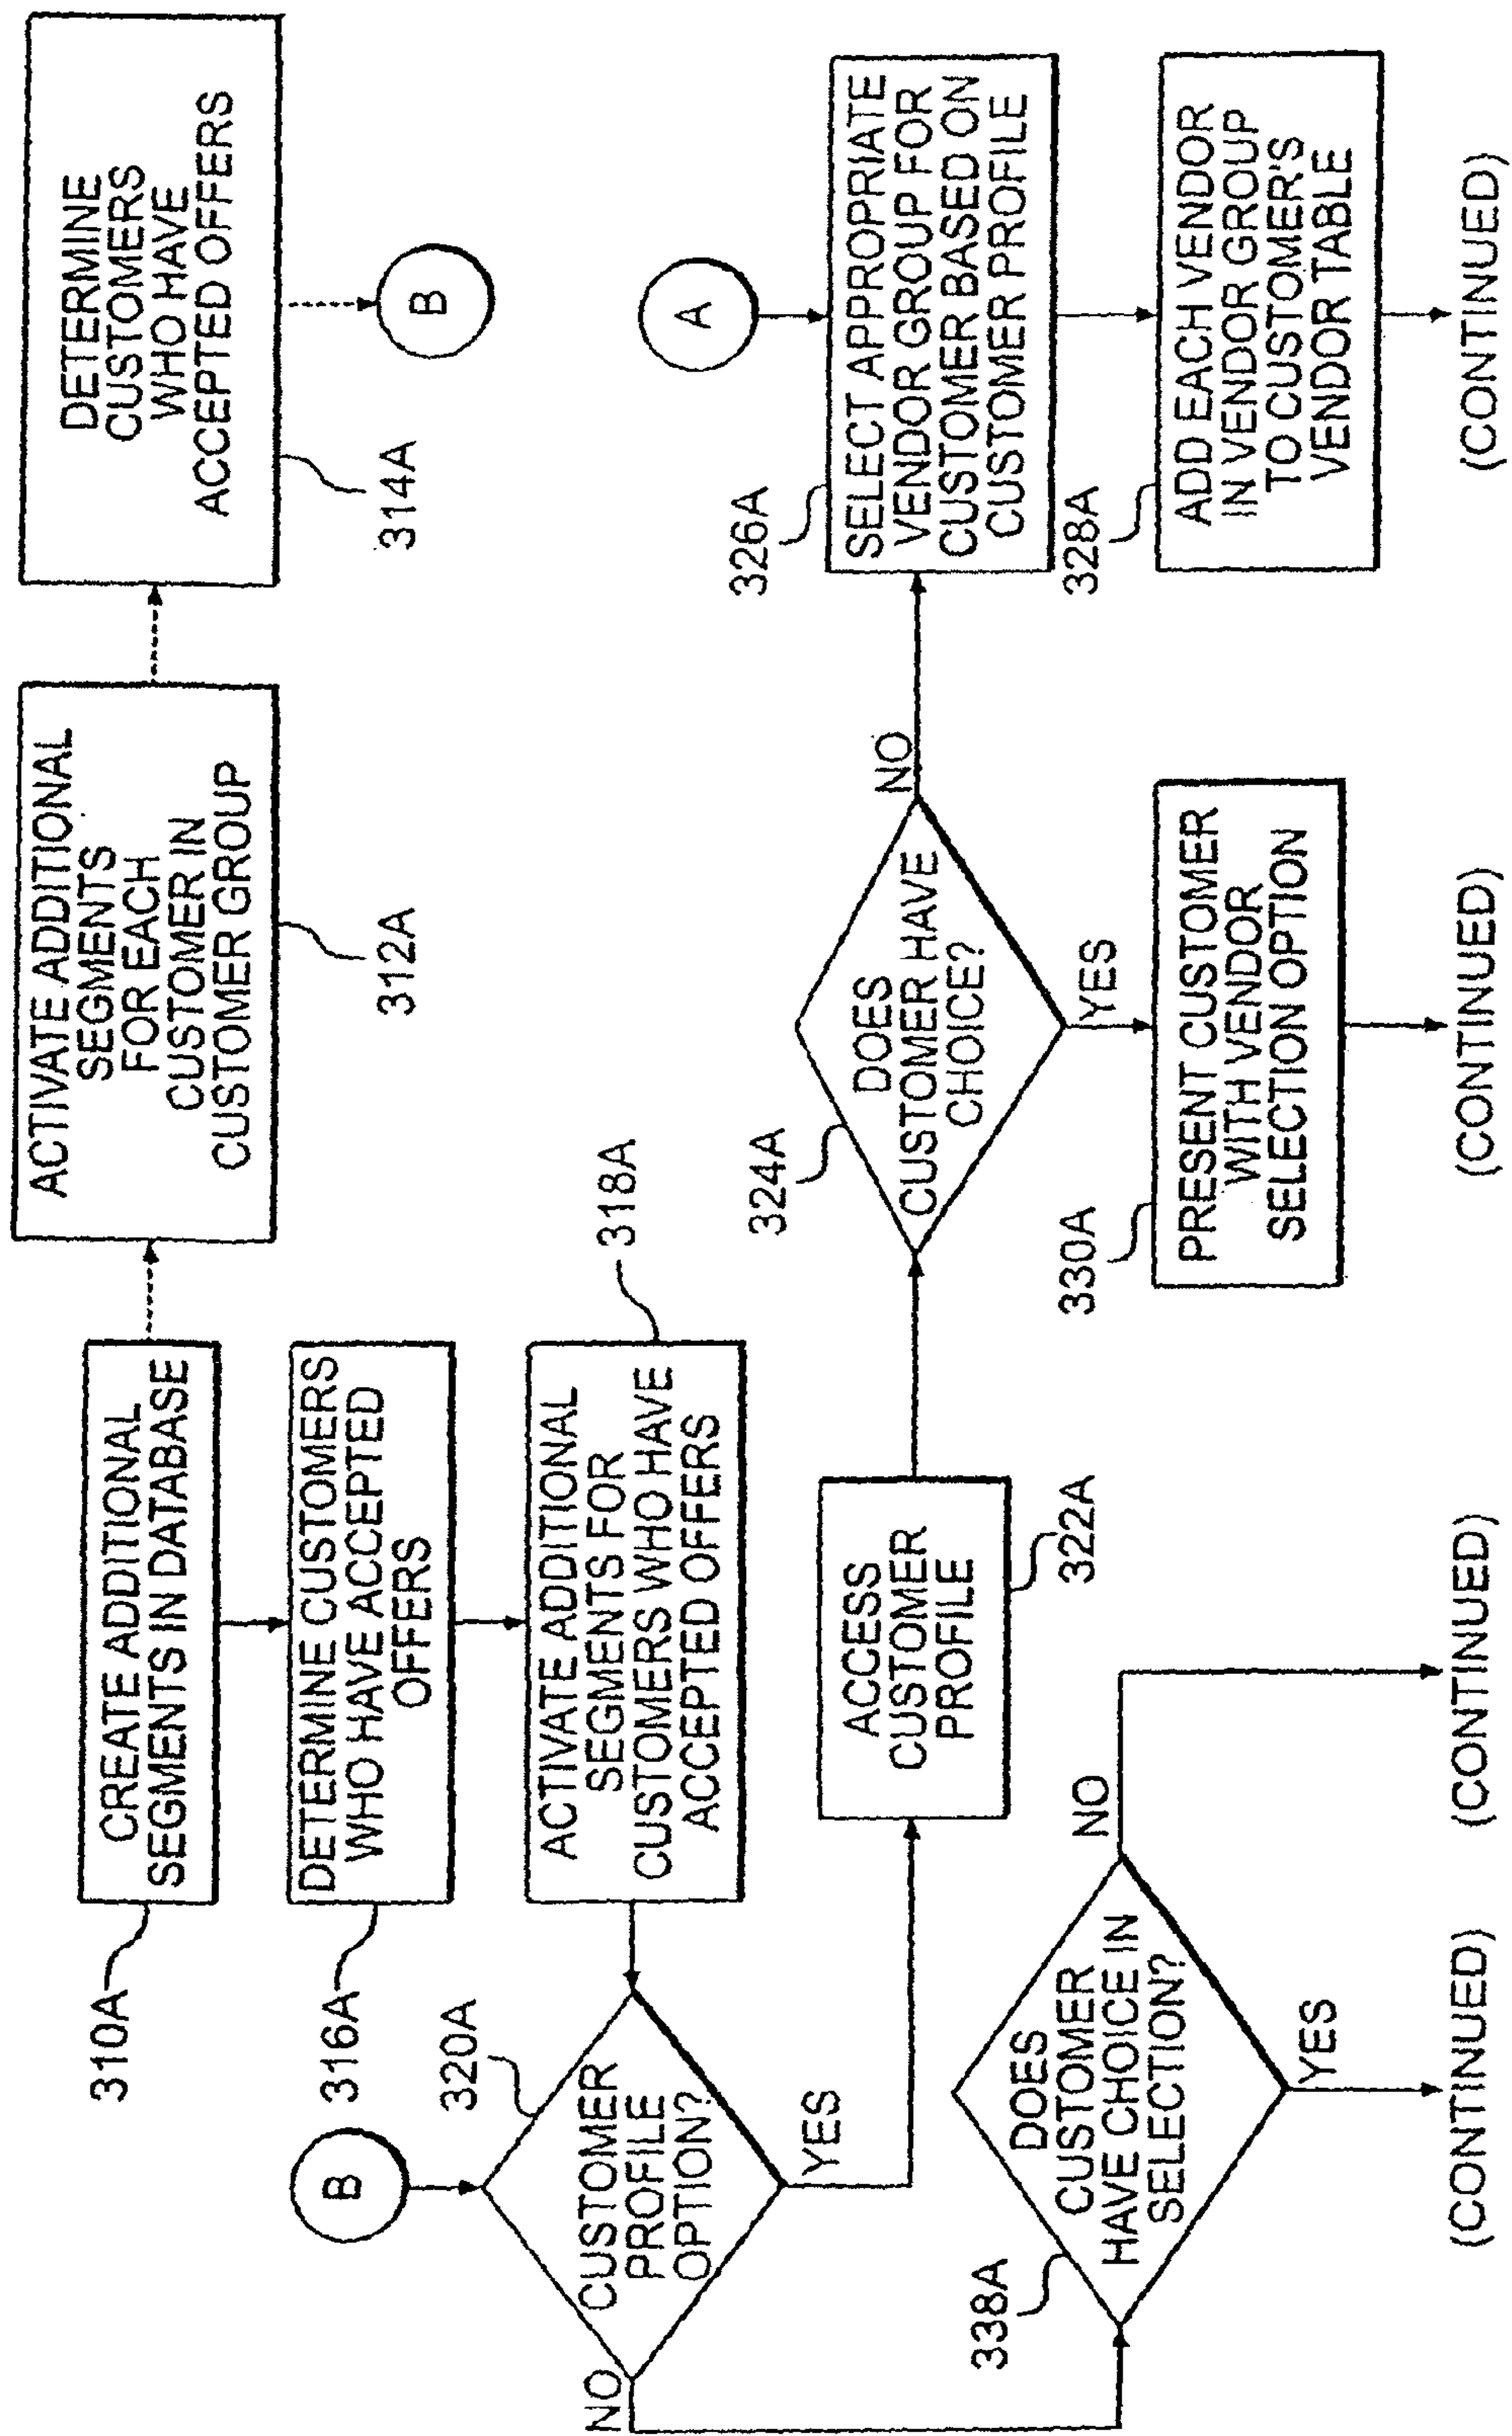 CREATE ADDITIONAL
SEGMENTS IN DATABASE
310A
ACTIVATE ADDITIONAL
SEGMENTS
FOR EACH
CUSTOMER IN
CUSTOMER GROUP
312A
DETERMINE
CUSTOMERS
WHO HAVE
ACCEPTED OFFERS
314A
B
DETERMINE CUSTOMERS
WHO HAVE ACCEPTED
OFFERS
316A
ACTIVATE ADDITIONAL
SEGMENTS FOR
CUSTOMERS WHO HAVE
ACCEPTED OFFERS
318A
B
CUSTOMER
PROFILE
OPTION?
320A
NO
YES
ACCESS
CUSTOMER
PROFILE
322A
DOES
CUSTOMER HAVE
CHOICE?
324A
NO
YES
A
SELECT APPROPRIATE
VENDOR GROUP FOR
CUSTOMER BASED ON
CUSTOMER PROFILE
326A
ADD EACH VENDOR
IN VENDOR GROUP
TO CUSTOMER'S
VENDOR TABLE
328A
PRESENT CUSTOMER
WITH VENDOR
SELECTION OPTION
330A
DOES
CUSTOMER
HAVE CHOICE IN
SELECTION?
338A
NO
YES
(CONTINUED)
(CONTINUED)
(CONTINUED)
(CONTINUED)